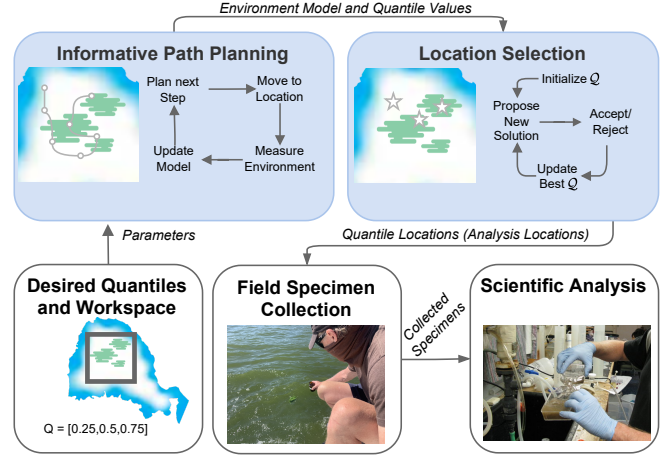 Environment Model and Quantile Values
Informative Path Planning
Plan next
Step
Move to
Location
Update
Model
Measure
Environment
Location Selection
Initialize 𝒬
Propose
New
Solution
Accept/
Reject
Update
Best 𝒬
Parameters
Quantile Locations (Analysis Locations)
Desired Quantiles
and Workspace
Q = [0.25,0.5,0.75]
Field Specimen
Collection
Collected
Specimens
Scientific Analysis